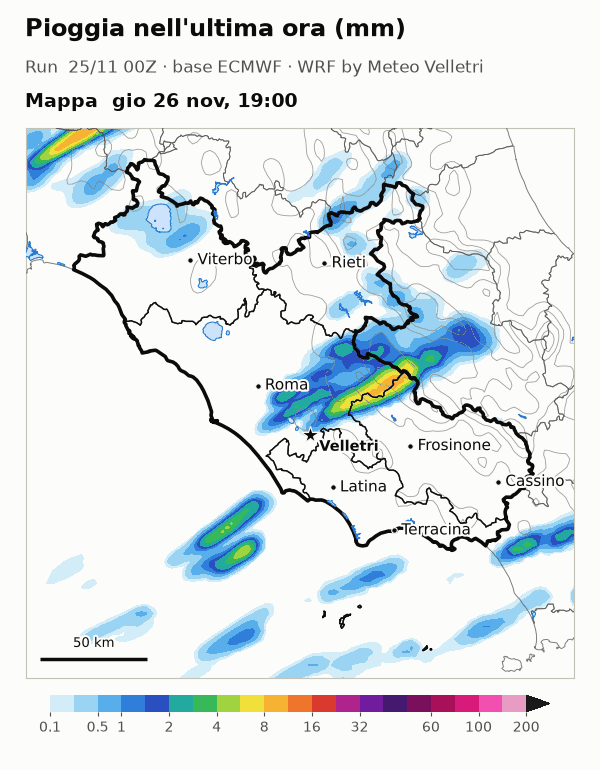 Pioggia nell'ultima ora (mm)
Run  25/11 00Z · base ECMWF · WRF by Meteo Velletri
Mappa  gio 26 nov, 19:00
Viterbo
Rieti
Roma
Velletri
Frosinone
Latina
Cassino
Terracina
50 km
0.1 0.5 1 2 4 8 16 32 60 100 200